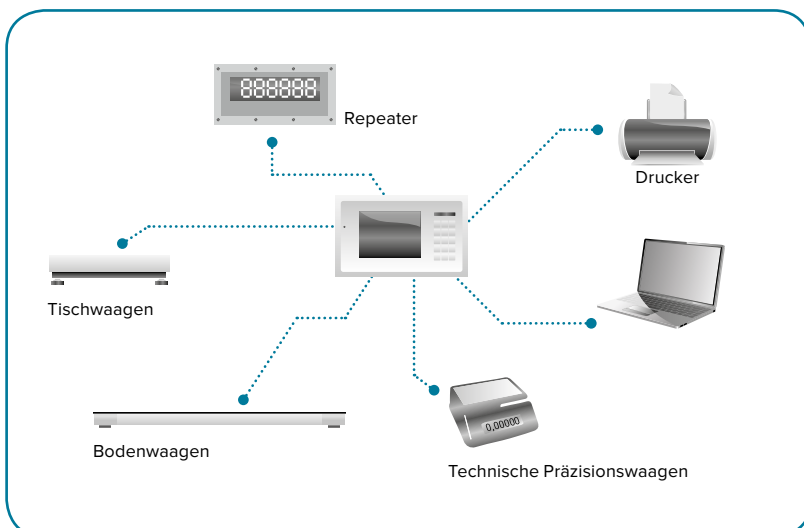 888888
Repeater
Drucker
Tischwaagen
Bodenwaagen
0,00000
Technische Präzisionswaagen